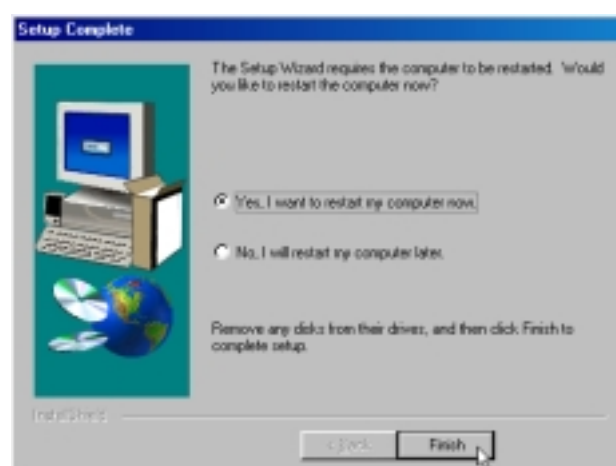 Setup Complete
The Setup Wizard requires the computer to be restarted. Would
you like to restart the computer now?
Yes, I want to restart my computer now.
No, I will restart my computer later.
Remove any disks from their drives, and then click Finish to
complete setup.
InstallShield
< Back
Finish